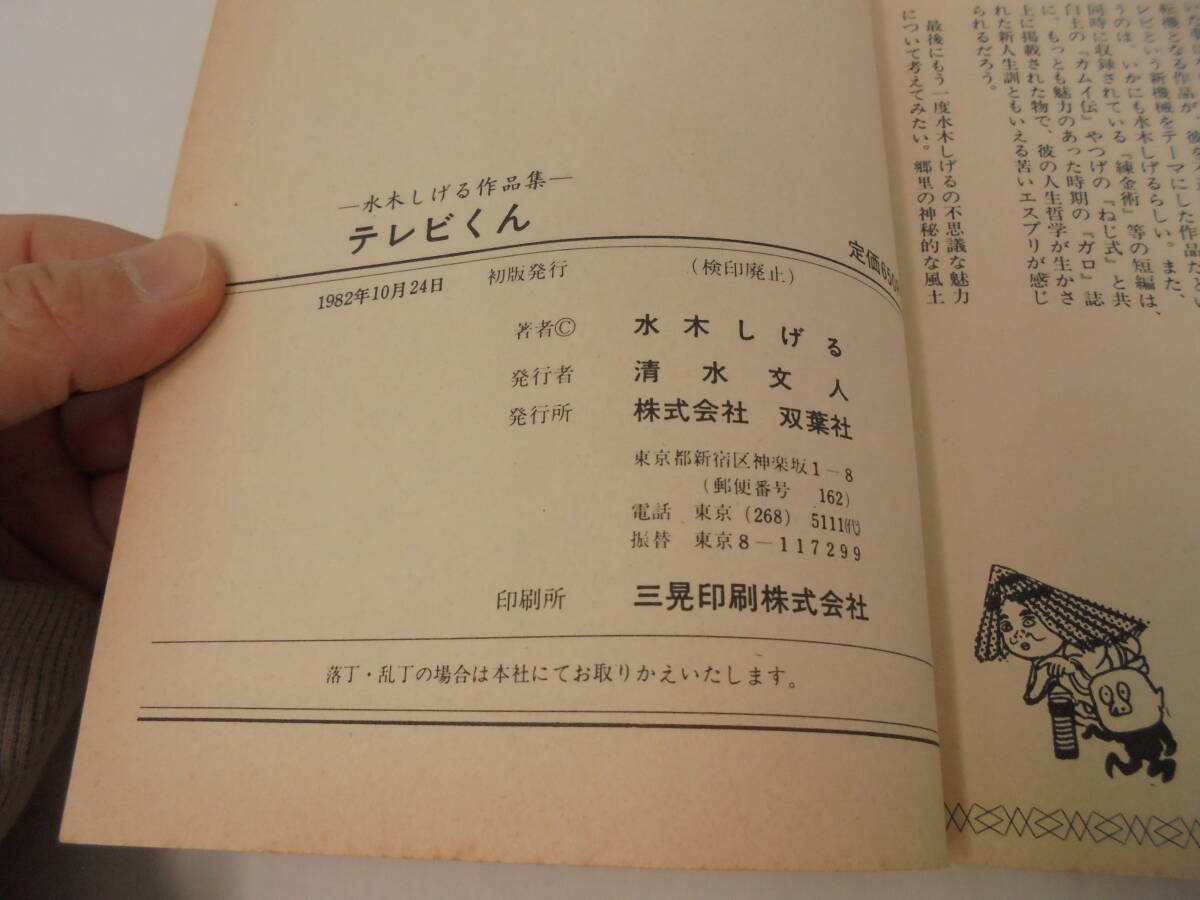 ―水木しげる作品集―
テレビくん
定価650
1982年10月24日 初版発行 (検印廃止)
著者© 水木しげる
発行者 清水文人
発行所 株式会社 双葉社
東京都新宿区神楽坂1-8
(郵便番号 162)
電話 東京 (268) 5111㈹
振替 東京8-117299
印刷所 三晃印刷株式会社
落丁・乱丁の場合は本社にてお取りかえいたします。
転機となる作品が、彼を
レビという新機械をテーマにした作品だとい
うのは、いかにも水木しげるらしい。また、
同時に収録されている『錬金術』等の短編は、
白土の『カムイ伝』やつげの『ねじ式』と共
に、もっとも魅力のあった時期の『ガロ』誌
上に掲載された物で、彼の人生哲学が生かさ
れた新人生訓ともいえる苦いエスプリが感じ
られるだろう。
最後にもう一度水木しげるの不思議な魅力
について考えてみたい。郷里の神秘的な風土